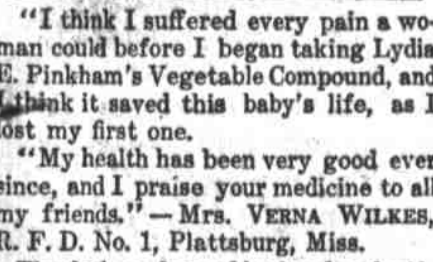 "I think I suffered every pain a wo-
man could before I began taking Lydia
E. Pinkham's Vegetable Compound, and
I think it saved this baby's life, as I
lost my first one.
"My health has been very good ever
since, and I praise your medicine to all
my friends."—Mrs. VERNA WILKES,
R. F. D. No. 1, Plattsburg, Miss.